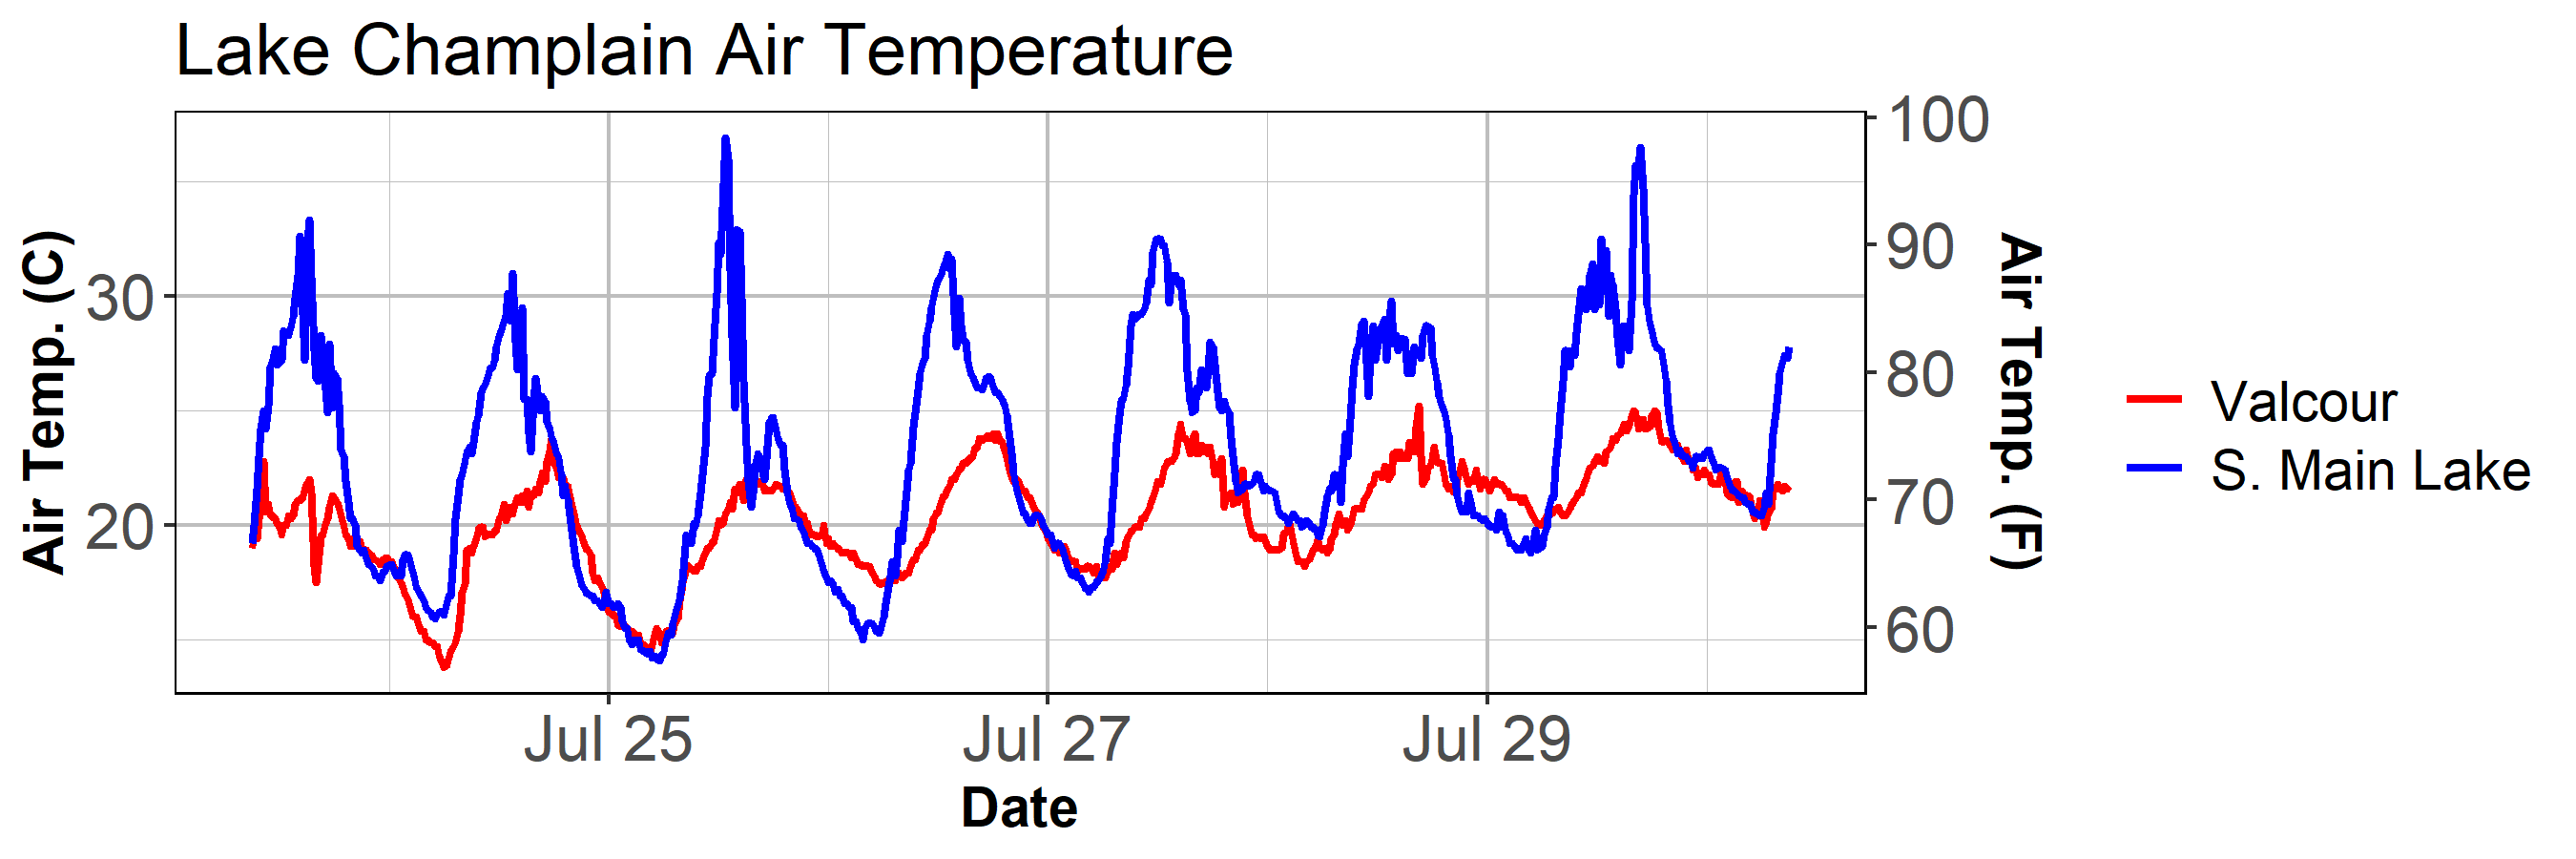 Lake Champlain Air Temperature
Air Temp. (C)
30
20
100
90
80
70
60
Air Temp. (F)
Jul 25
Jul 27
Jul 29
Date
Valcour
S. Main Lake